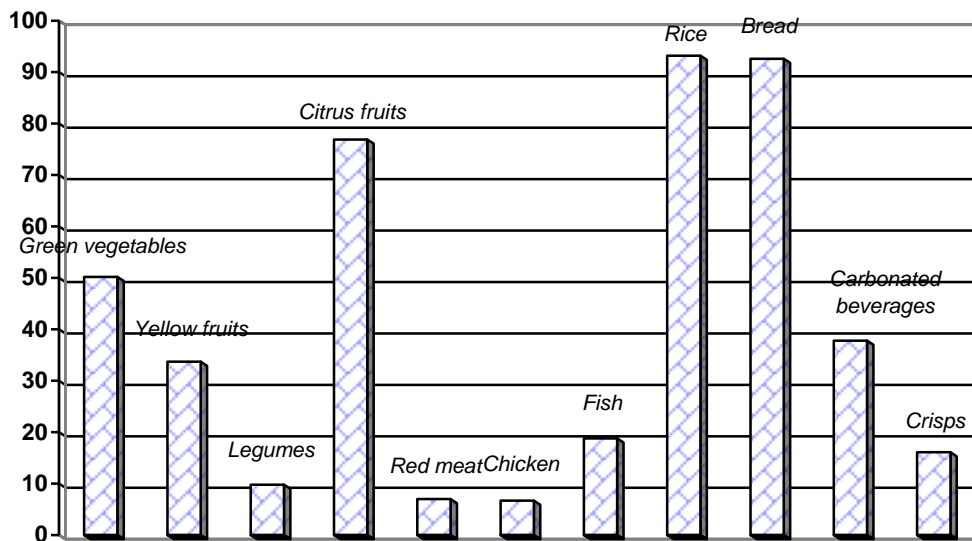 100
90
80
70
60
50
40
30
20
10
0
Green vegetables
Yellow fruits
Legumes
Citrus fruits
Red meat
Chicken
Fish
Rice
Bread
Carbonated
beverages
Crisps